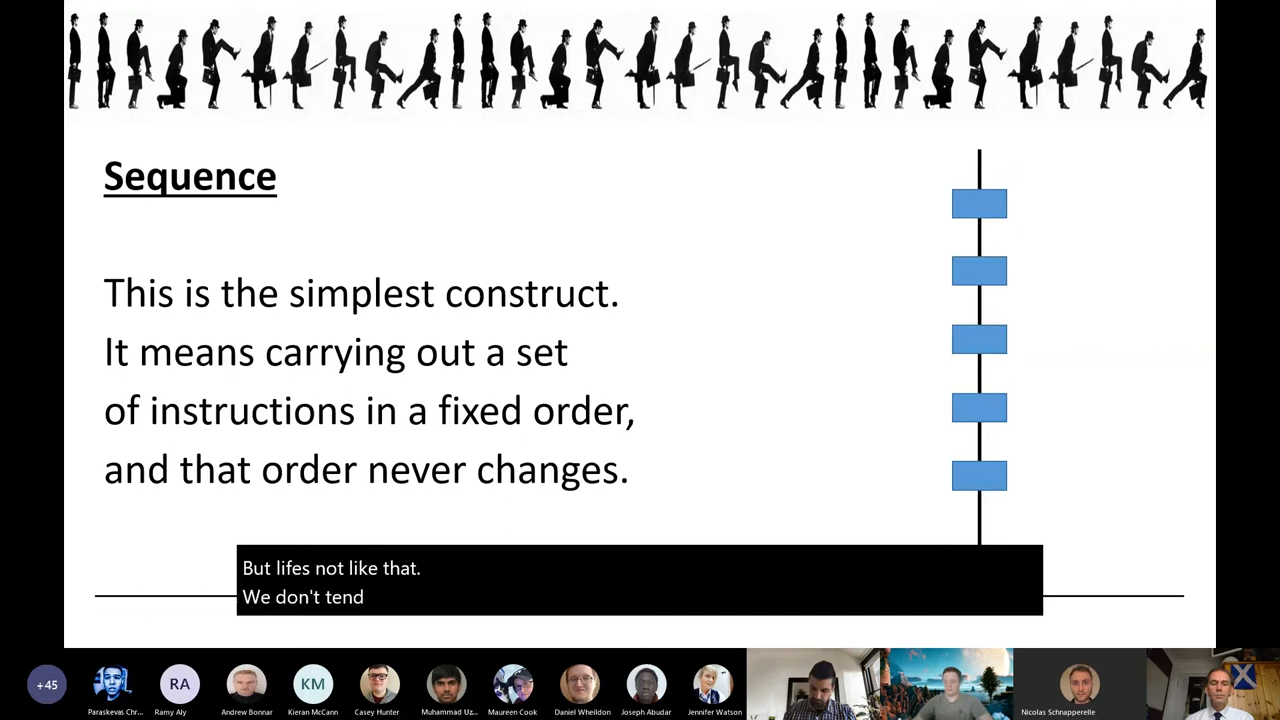 Sequence
This is the simplest construct.
It means carrying out a set
of instructions in a fixed order,
and that order never changes.
But lifes not like that.
We don't tend
+45
RA
KM
Paraskevas Chr...
Ramy Aly
Andrew Bonnar
Kieran McCann
Casey Hunter
Muhammad Uz...
Maureen Cook
Daniel Wheildon
Joseph Abudar
Jennifer Watson
Nicolas Schnapperelle